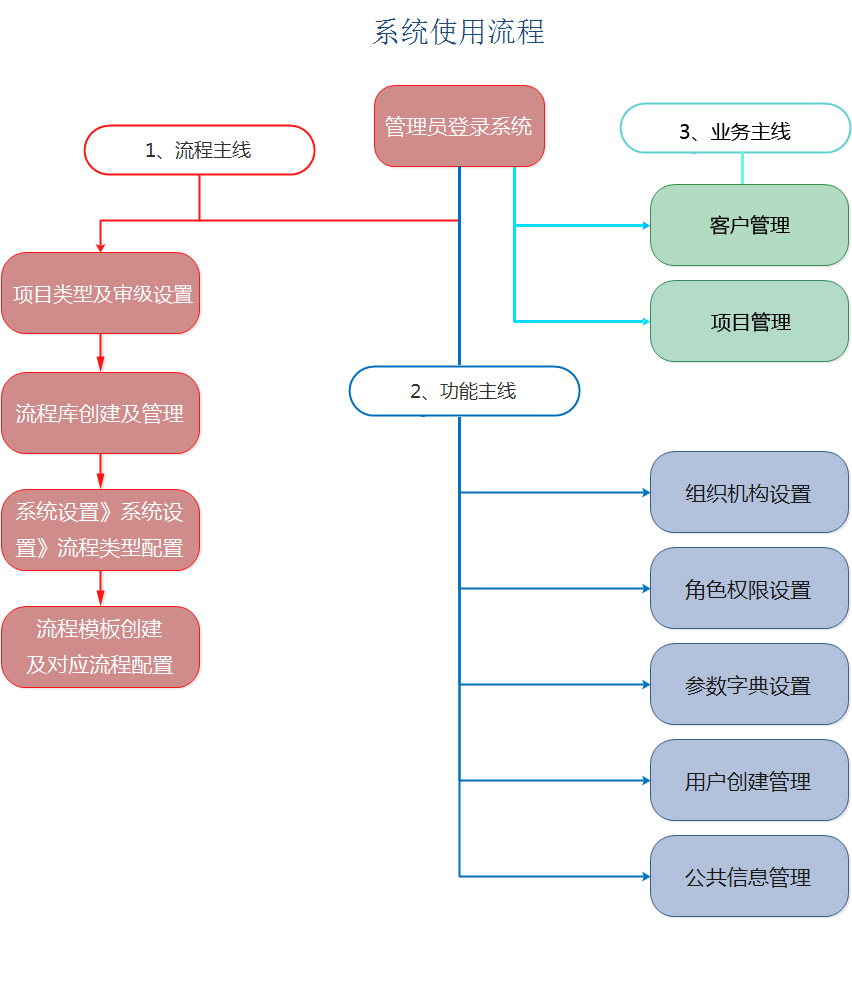 系统使用流程
管理员登录系统
1、流程主线
3、业务主线
客户管理
项目类型及审级设置
项目管理
流程库创建及管理
2、功能主线
系统设置》系统设
置》流程类型配置
组织机构设置
角色权限设置
流程模板创建
及对应流程配置
参数字典设置
用户创建管理
公共信息管理